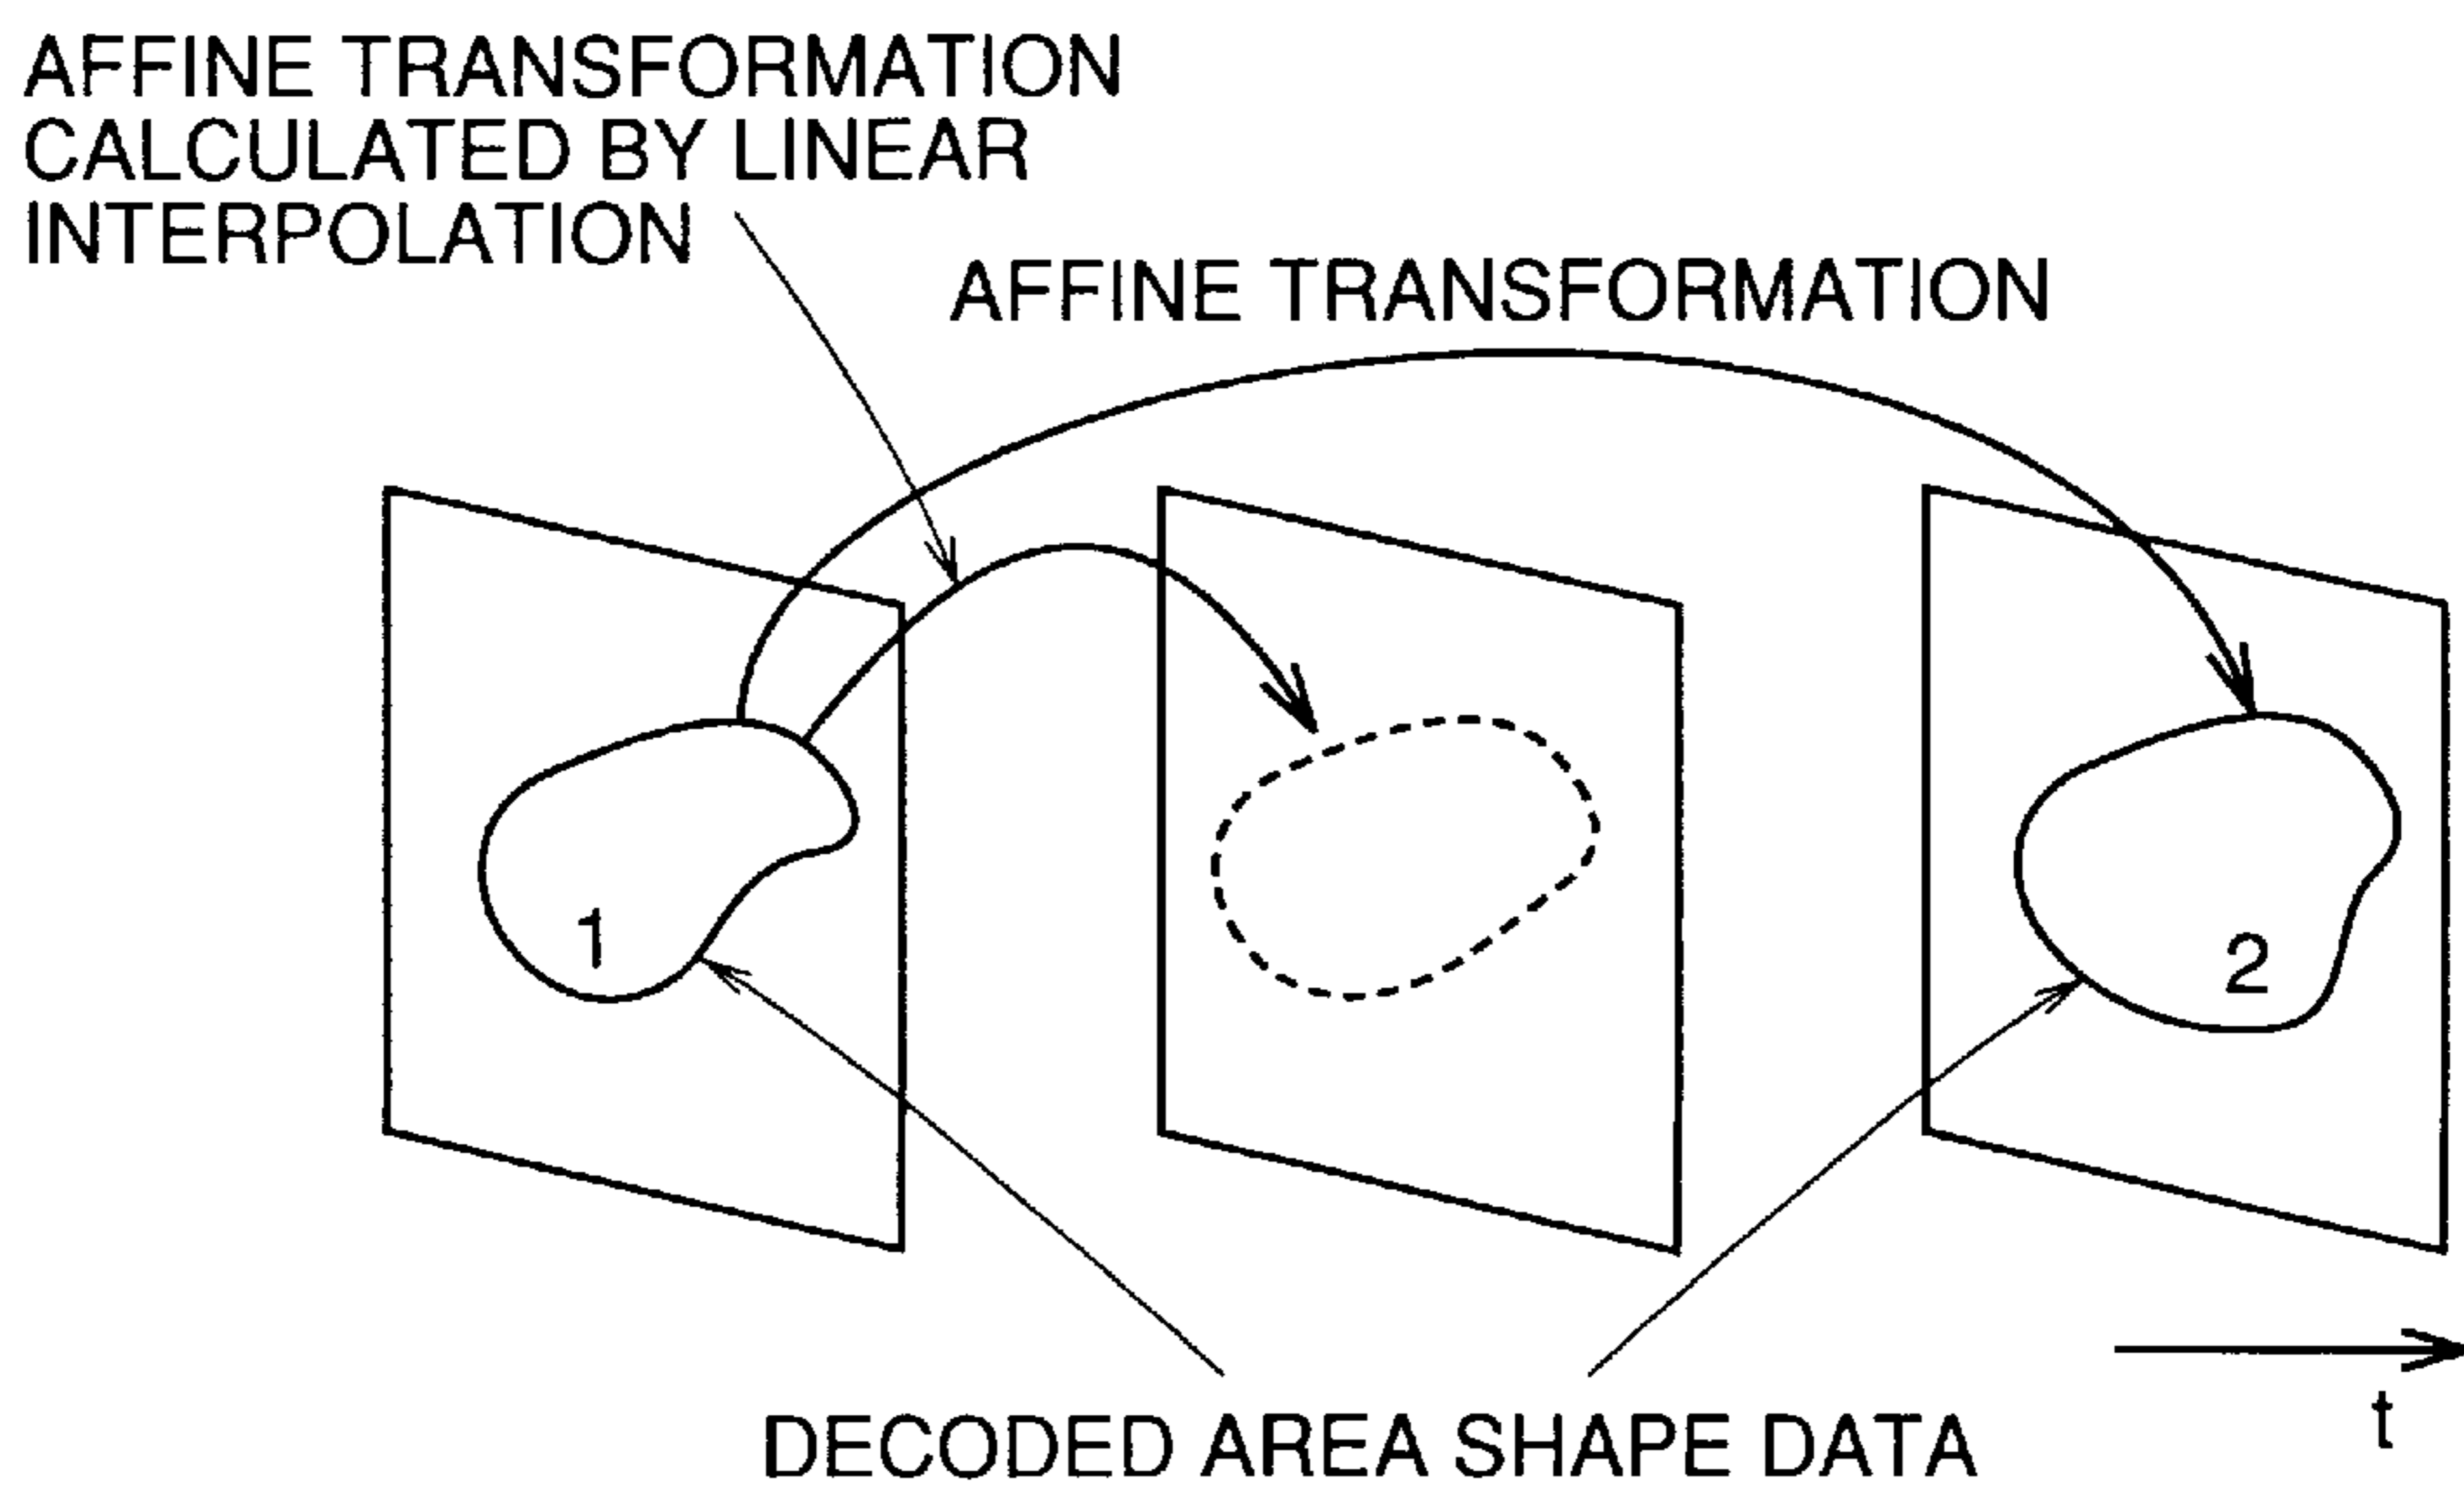 AFFINE TRANSFORMATION
CALCULATED BY LINEAR
INTERPOLATION
AFFINE TRANSFORMATION
1
2
DECODED AREA SHAPE DATA
t